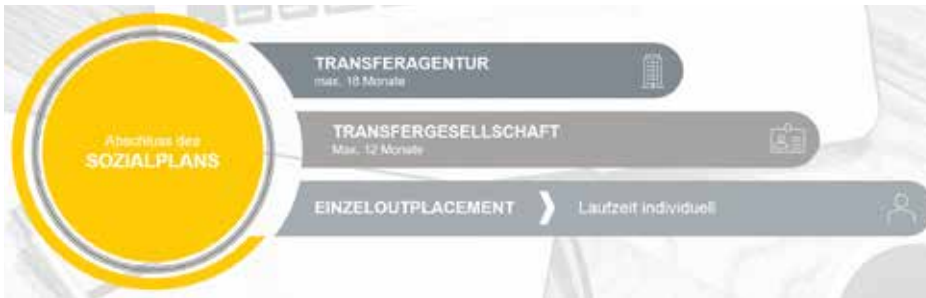 Abschluss des
SOZIALPLANS
TRANSFERAGENTUR
max. 18 Monate
TRANSFERGESELLSCHAFT
Max. 12 Monate
EINZELOUTPLACEMENT
Laufzeit individuell